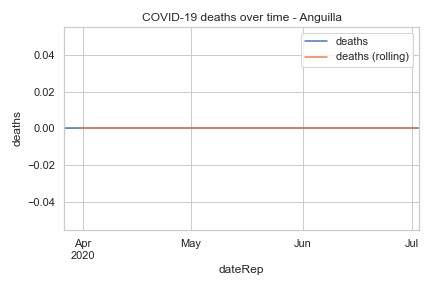 COVID-19 deaths over time - Anguilla
deaths
deaths (rolling)
0.04
0.02
0.00
−0.02
−0.04
deaths
Apr
2020
May
Jun
Jul
dateRep